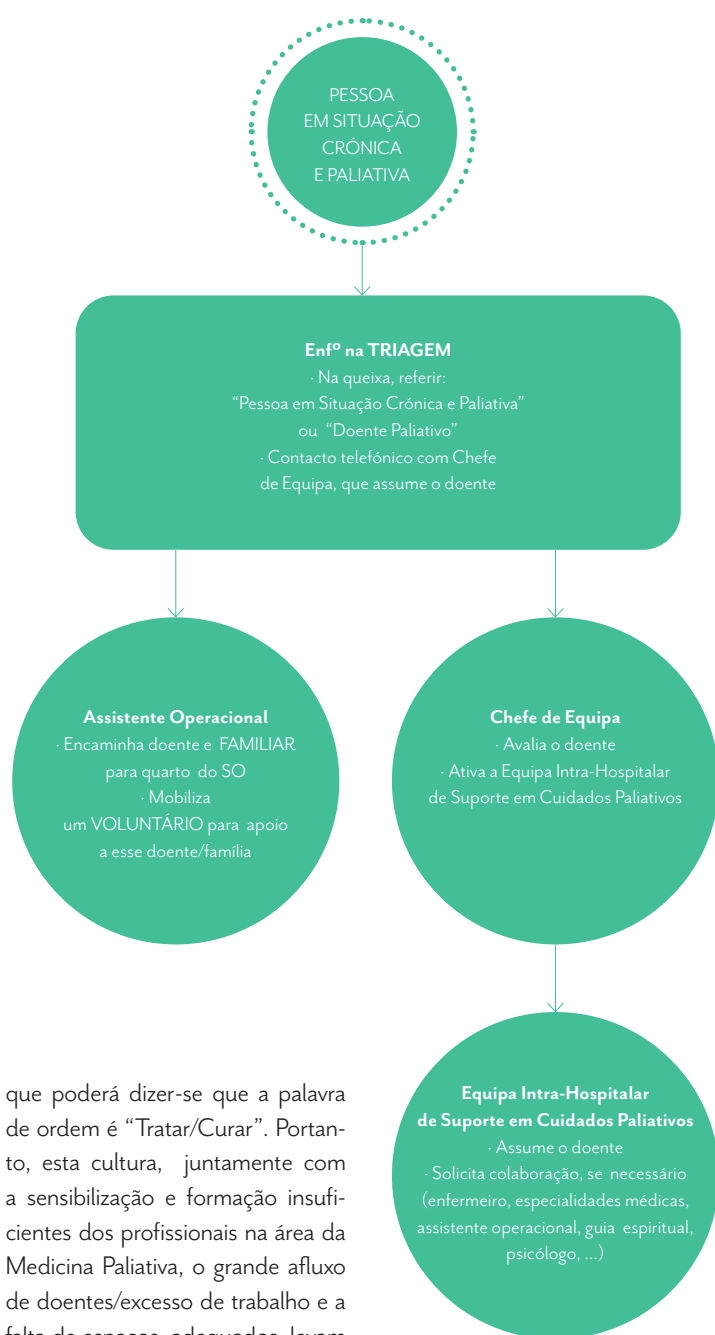 PESSOA
EM SITUAÇÃO
CRÓNICA
E PALIATIVA
Enfº na TRIAGEM
· Na queixa, referir:
“Pessoa em Situação Crónica e Paliativa”
ou “Doente Paliativo”
· Contacto telefónico com Chefe
de Equipa, que assume o doente
Assistente Operacional
· Encaminha doente e FAMILIAR
para quarto do SO
· Mobiliza
um VOLUNTÁRIO para apoio
a esse doente/família
Chefe de Equipa
· Avalia o doente
· Ativa a Equipa Intra-Hospitalar
de Suporte em Cuidados Paliativos
Equipa Intra-Hospitalar
de Suporte em Cuidados Paliativos
· Assume o doente
· Solicita colaboração, se necessário
(enfermeiro, especialidades médicas,
assistente operacional, guia espiritual,
psicólogo, ...)
que poderá dizer-se que a palavra
de ordem é “Tratar/Curar”. Portan-
to, esta cultura, juntamente com
a sensibilização e formação insufi-
cientes dos profissionais na área da
Medicina Paliativa, o grande afluxo
de doentes/excesso de trabalho e a
falta de espaços adequados, levam